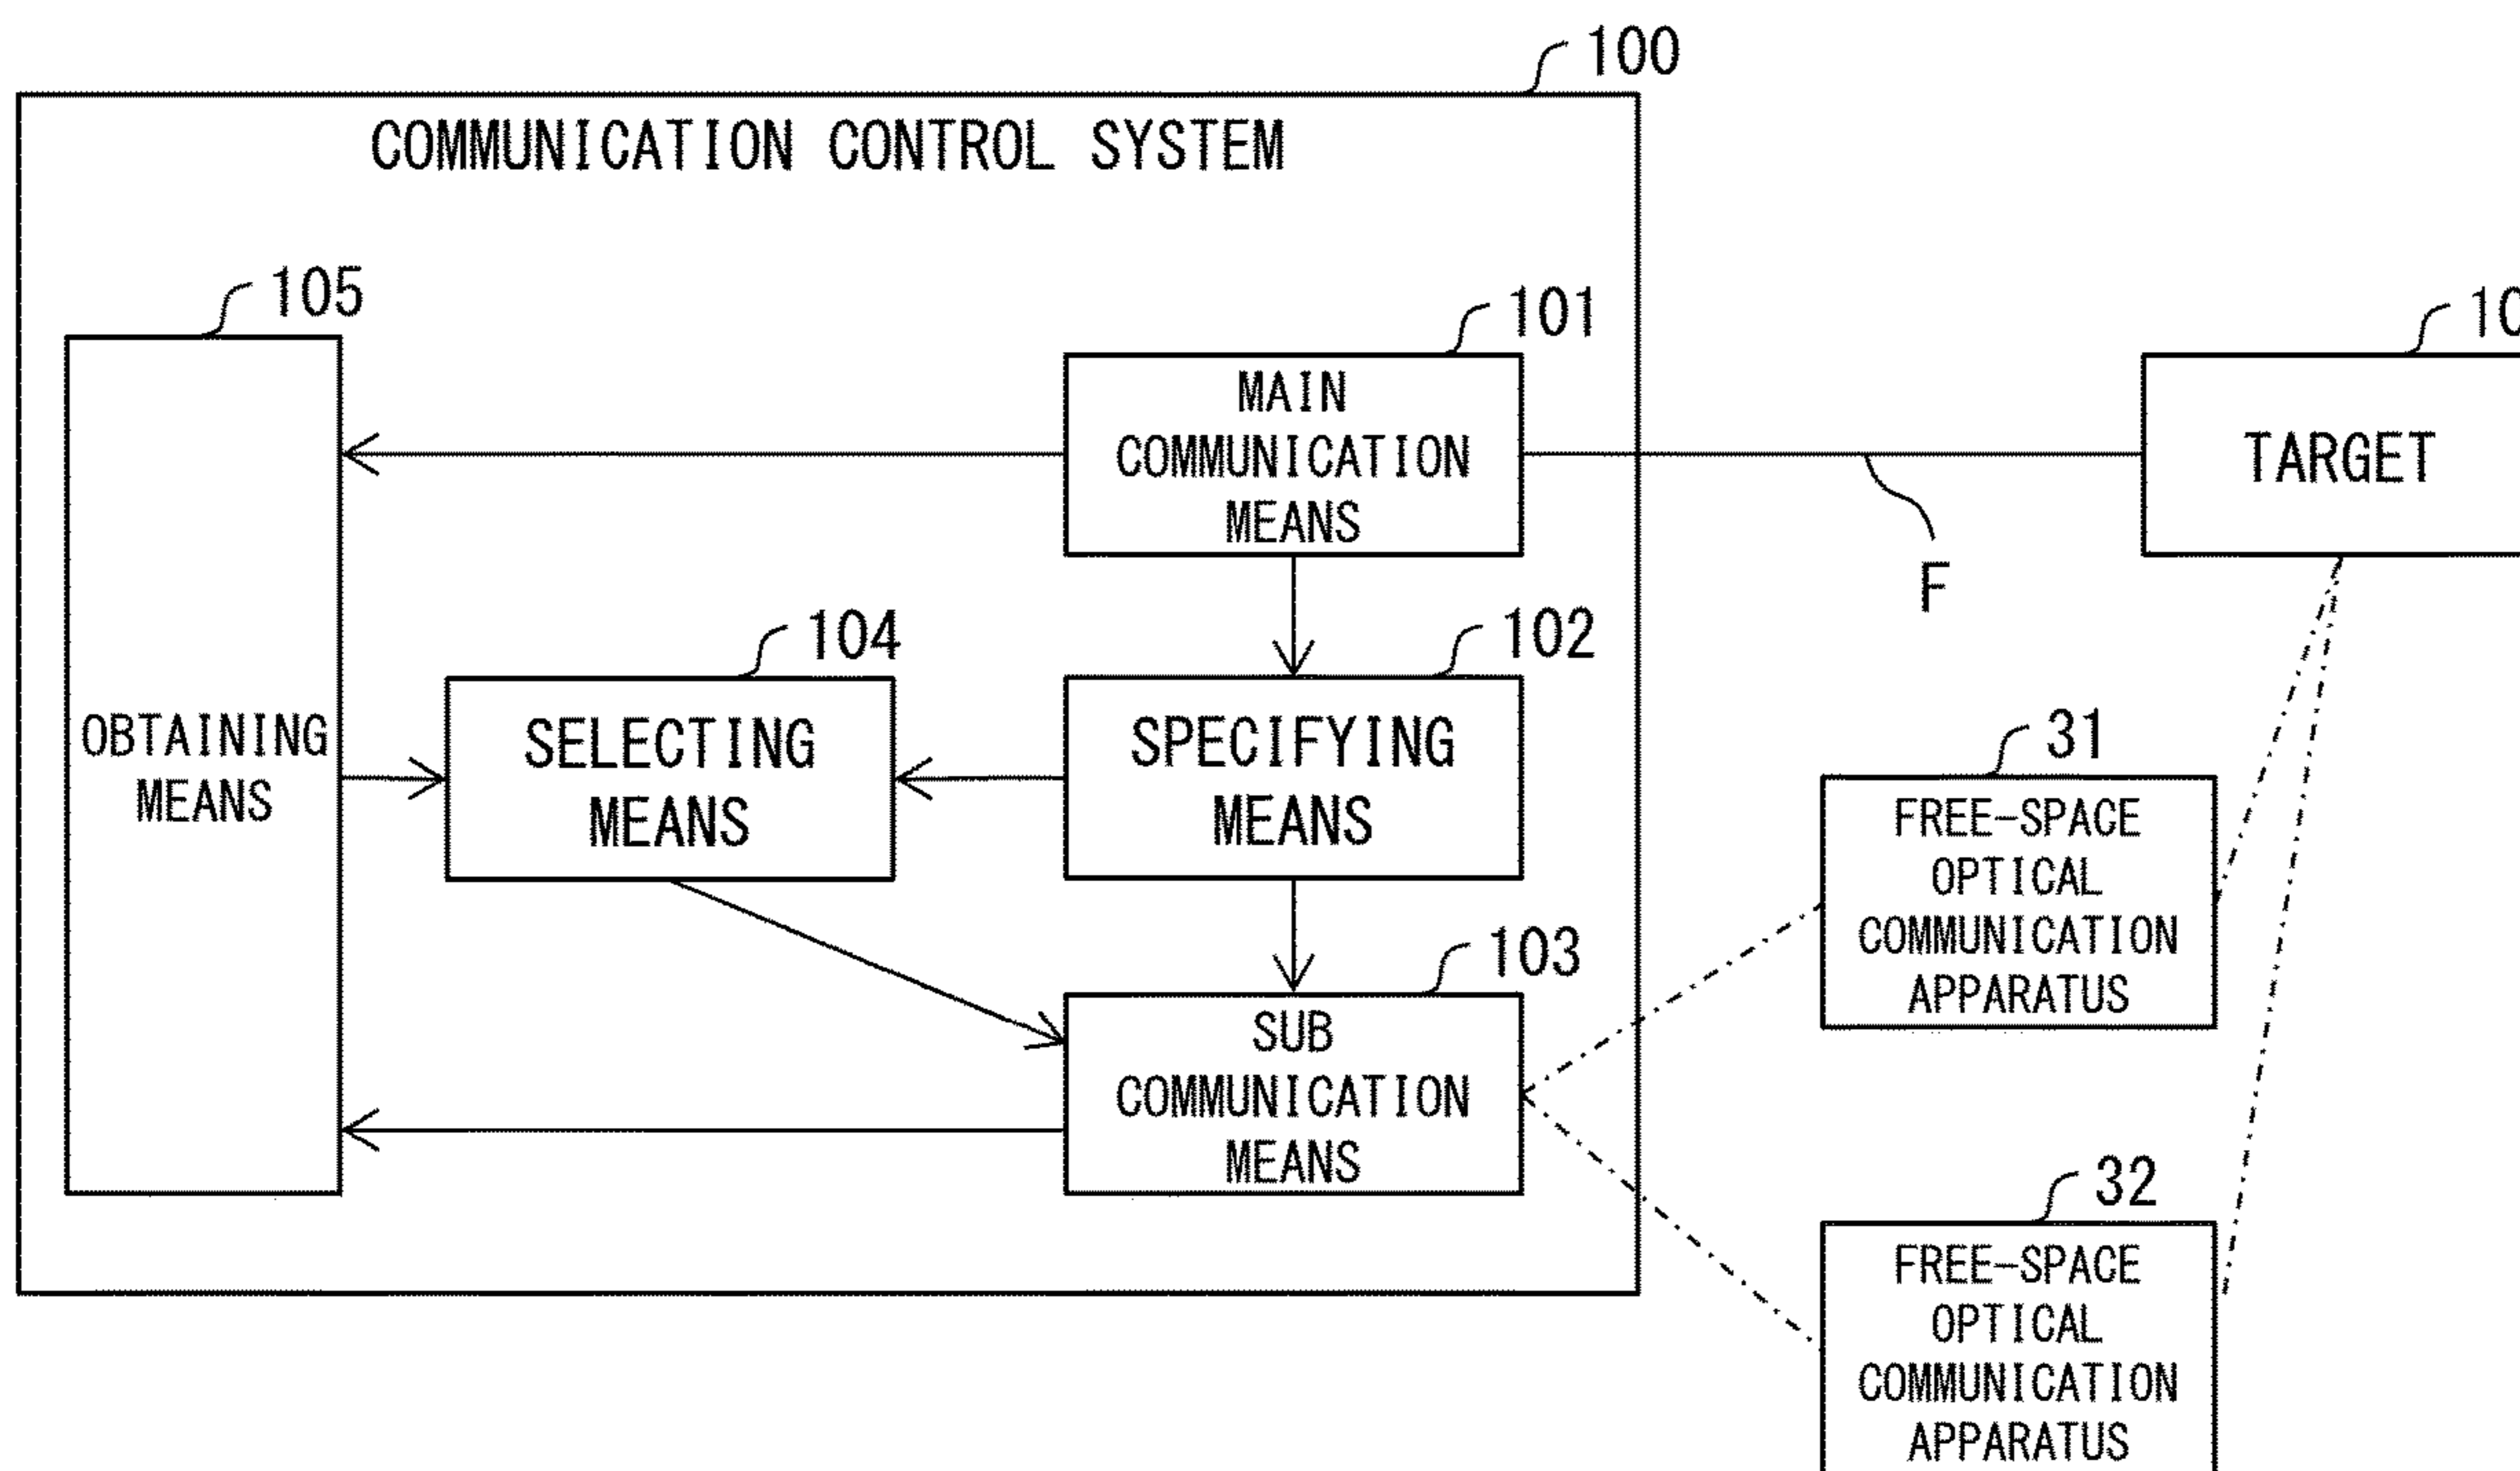 100
COMMUNICATION CONTROL SYSTEM
105
101
10
MAIN
COMMUNICATION
MEANS
TARGET
F
104
102
OBTAINING
MEANS
SELECTING
MEANS
SPECIFYING
MEANS
31
FREE-SPACE
OPTICAL
COMMUNICATION
APPARATUS
103
SUB
COMMUNICATION
MEANS
32
FREE-SPACE
OPTICAL
COMMUNICATION
APPARATUS